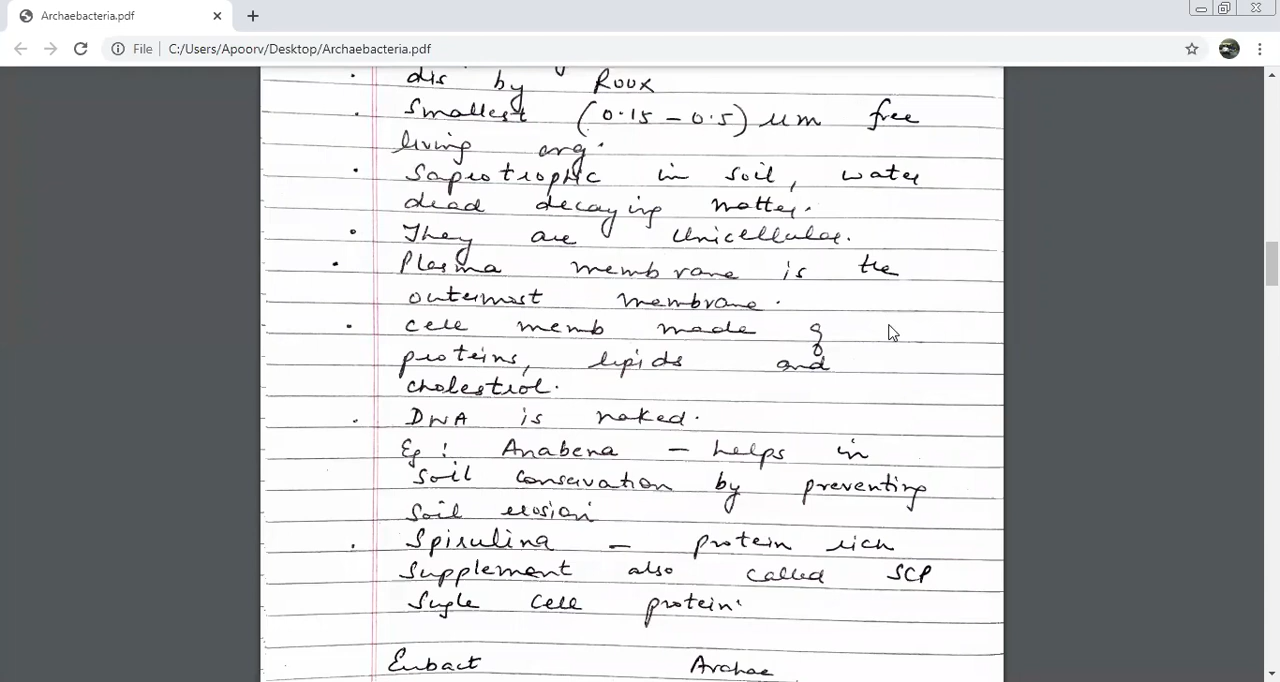 Archaebacteria.pdf
File C:/Users/Apoorv/Desktop/Archaebacteria.pdf
dis by Roux
Smallest (0.15 - 0.5) µm free
living org.
Saprotrophic in soil, water
dead decaying matter.
They are Unicellular.
Plasma membrane is the
outermost membrane.
cell memb made of
proteins, lipids and
cholestrol.
DNA is naked.
Eg : Anabena - helps in
Soil conservation by preventing
Soil erosion
Spirulina - protein rich
Supplement also called SCP
Single cell protein.
Eubact Archae